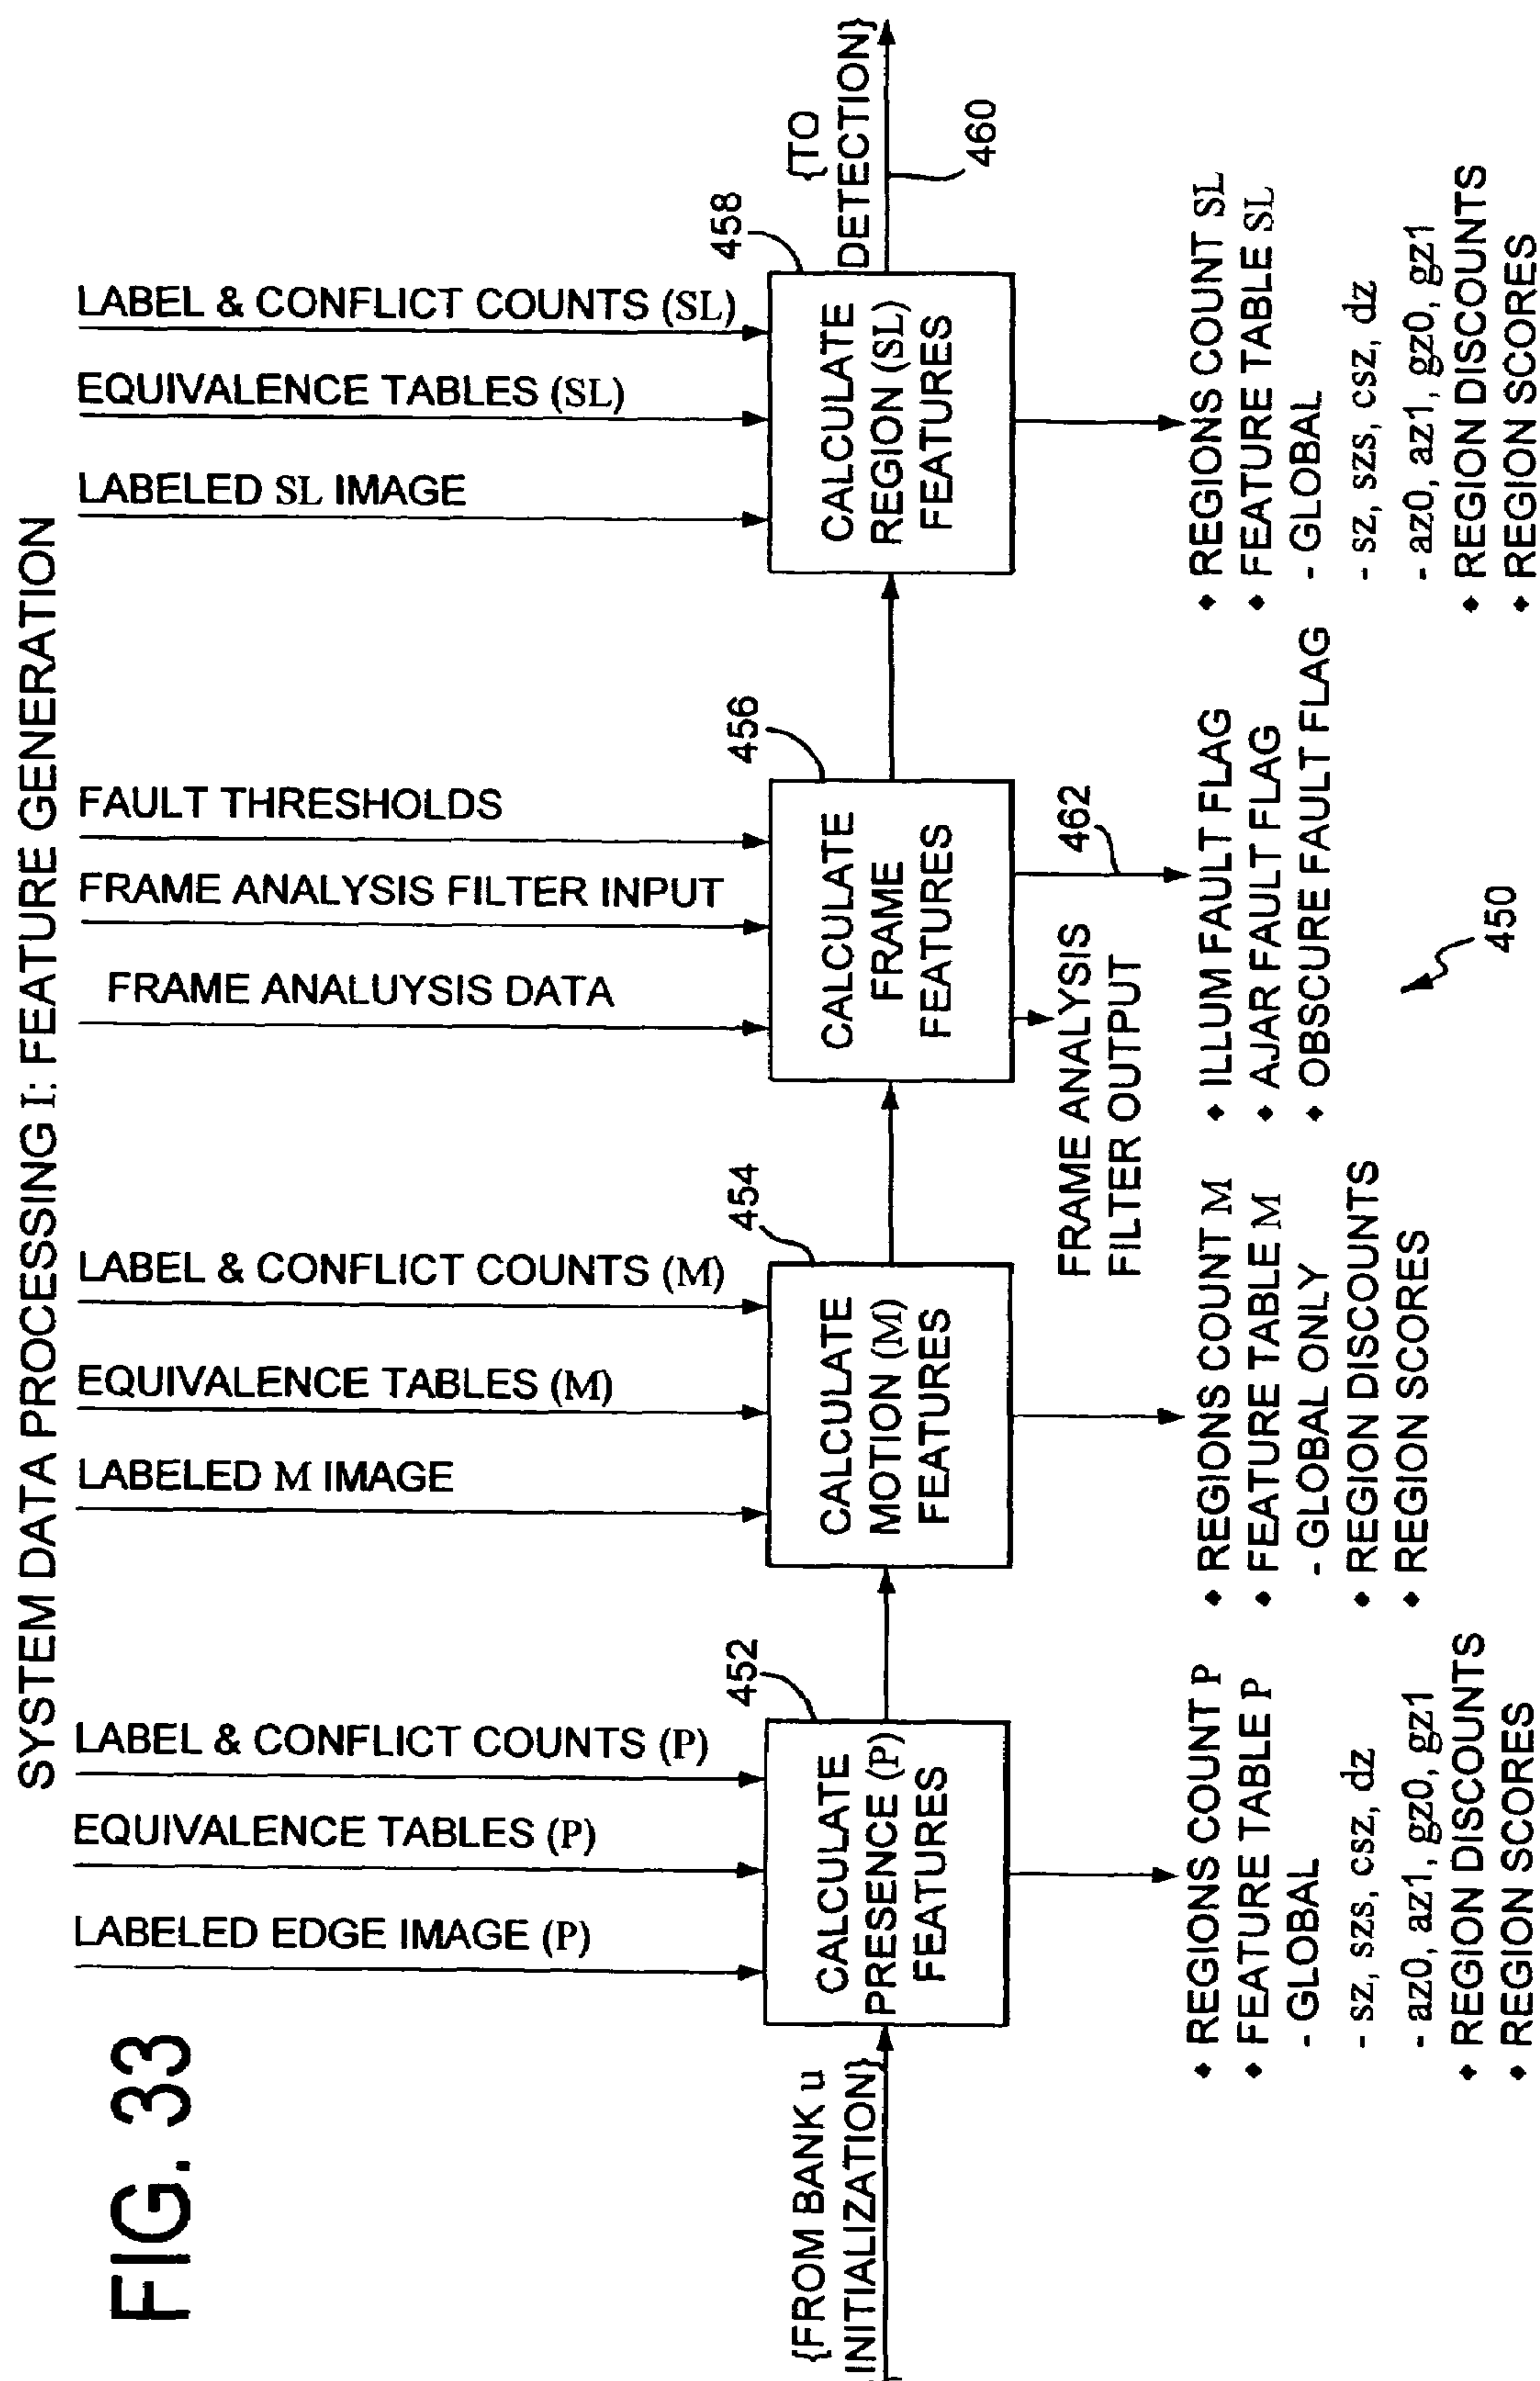 FIG. 33
SYSTEM DATA PROCESSING I: FEATURE GENERATION
LABEL & CONFLICT COUNTS (P)
EQUIVALENCE TABLES (P)
LABELED EDGE IMAGE (P)
LABEL & CONFLICT COUNTS (M)
EQUIVALENCE TABLES (M)
LABELED M IMAGE
FAULT THRESHOLDS
FRAME ANALYSIS FILTER INPUT
FRAME ANALUYSIS DATA
LABEL & CONFLICT COUNTS (SL)
EQUIVALENCE TABLES (SL)
LABELED SL IMAGE
{FROM BANK u
INITIALIZATION}
452
CALCULATE
PRESENCE (P)
FEATURES
454
CALCULATE
MOTION (M)
FEATURES
456
CALCULATE
FRAME
FEATURES
458
CALCULATE
REGION (SL)
FEATURES
{TO
DETECTION}
460
♦ REGIONS COUNT P
♦ FEATURE TABLE P
- GLOBAL
- sz, szs, csz, dz
- az0, az1, gz0, gz1
♦ REGION DISCOUNTS
♦ REGION SCORES
♦ REGIONS COUNT M
♦ FEATURE TABLE M
- GLOBAL ONLY
♦ REGION DISCOUNTS
♦ REGION SCORES
FRAME ANALYSIS
FILTER OUTPUT
462
♦ ILLUM FAULT FLAG
♦ AJAR FAULT FLAG
♦ OBSCURE FAULT FLAG
♦ REGIONS COUNT SL
♦ FEATURE TABLE SL
- GLOBAL
- sz, szs, csz, dz
- az0, az1, gz0, gz1
♦ REGION DISCOUNTS
♦ REGION SCORES
450